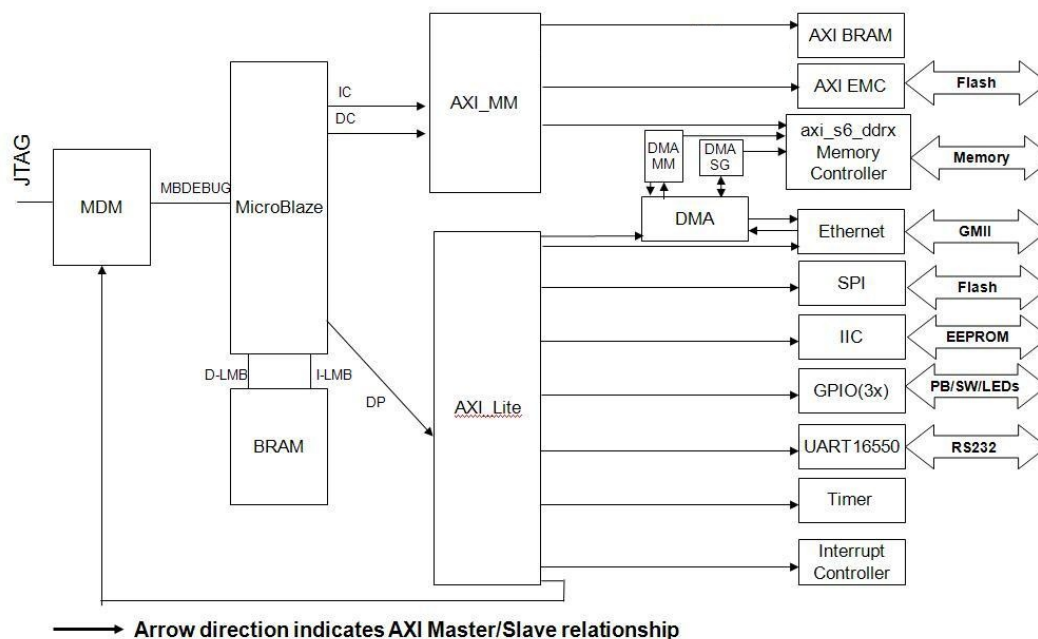 JTAG
MDM
MBDEBUG
MicroBlaze
IC
DC
D-LMB
I-LMB
BRAM
DP
AXI_MM
AXI_Lite
DMA
MM
DMA
SG
DMA
AXI BRAM
AXI EMC
Flash
axi_s6_ddrx
Memory
Controller
Memory
Ethernet
GMII
SPI
Flash
IIC
EEPROM
GPIO(3x)
PB/SW/LEDs
UART16550
RS232
Timer
Interrupt
Controller
Arrow direction indicates AXI Master/Slave relationship